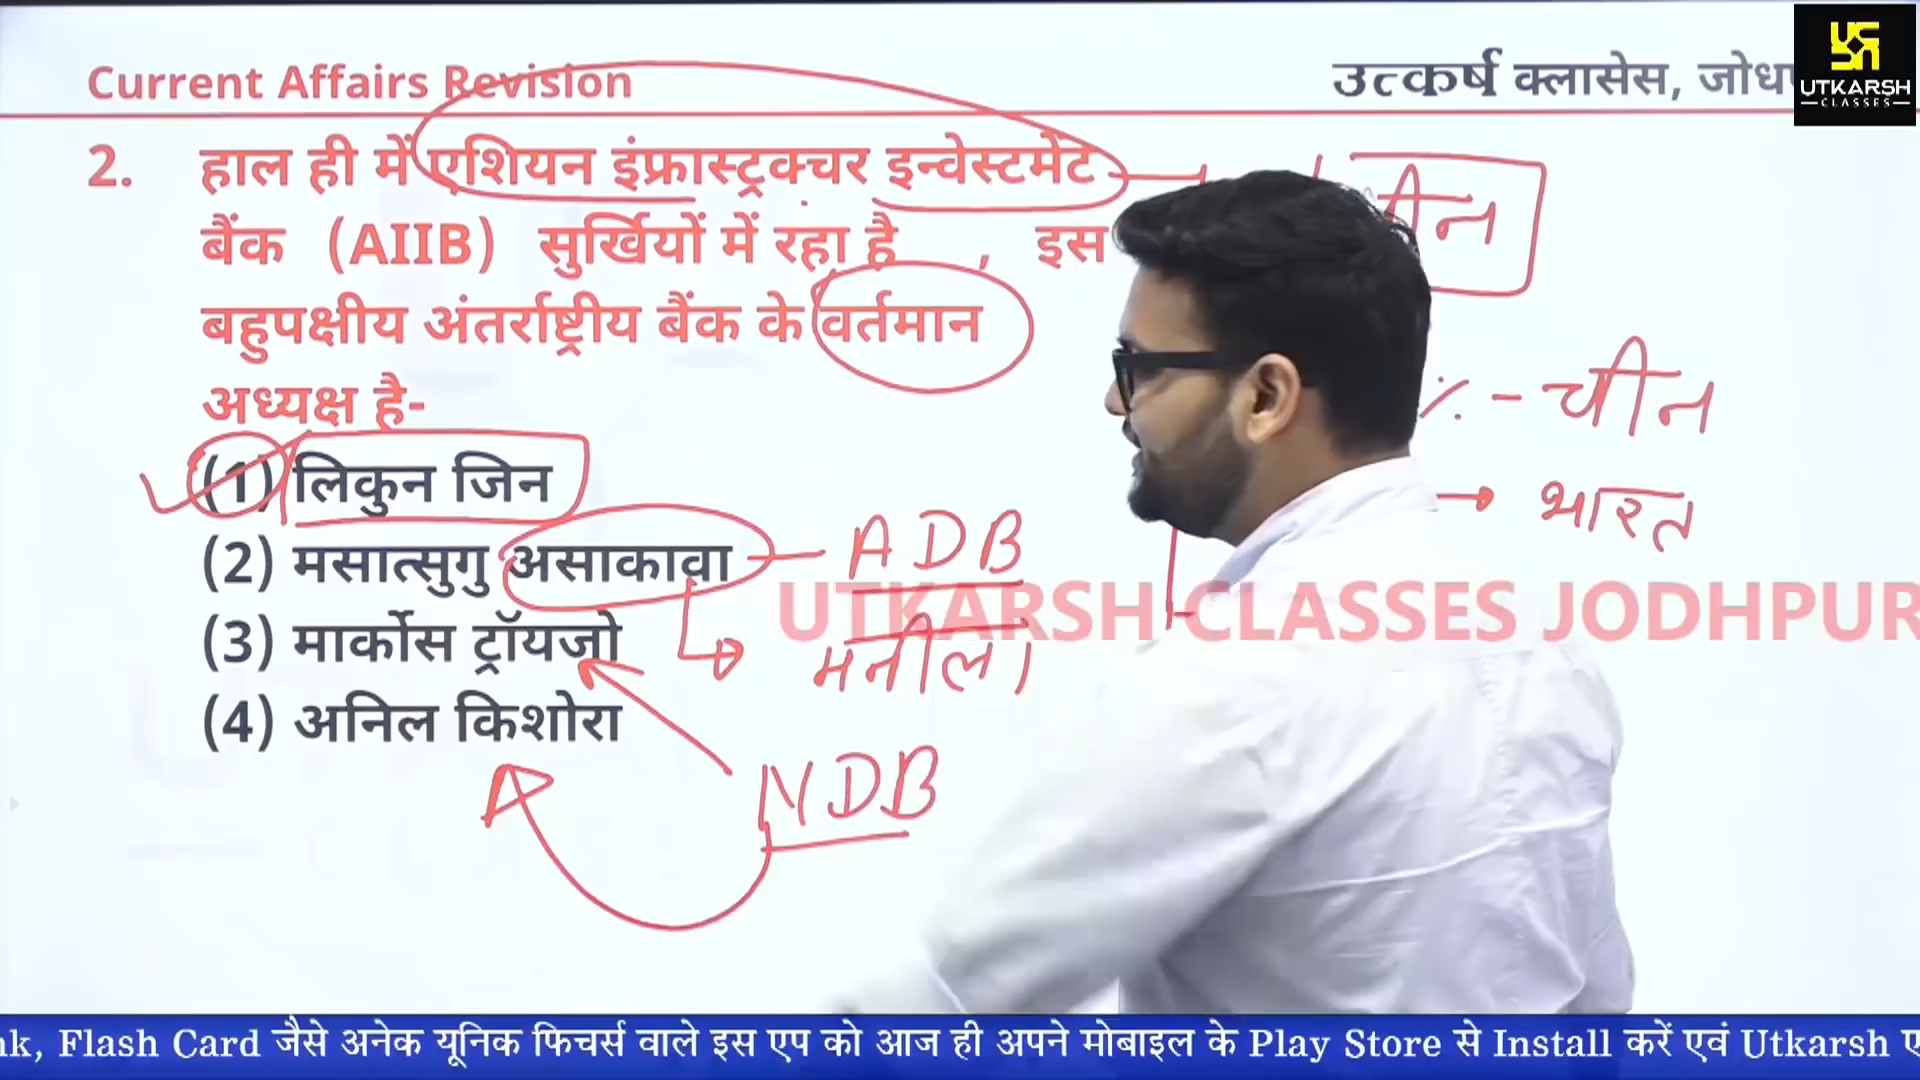 Current Affairs Revision
उत्कर्ष क्लासेस,
UTKARSH
CLASSES
2. हाल ही में एशियन इंफ्रास्ट्रक्चर इन्वेस्टमेंट
बैंक (AIIB) सुर्खियों में रहा है , इस
बहुपक्षीय अंतर्राष्ट्रीय बैंक के वर्तमान
अध्यक्ष है-
(1) लिकुन जिन
(2) मसात्सुगु असाकावा
(3) मार्कोस ट्रॉयजो
(4) अनिल किशोरा
% - चीन
भारत
ADB
मनीला
NDB
UTKARSH CLASSES JODHPUR
Flash Card जैसे अनेक यूनिक फिचर्स वाले इस एप को आज ही अपने मोबाइल के Play Store से Install करें एवं Utkarsh